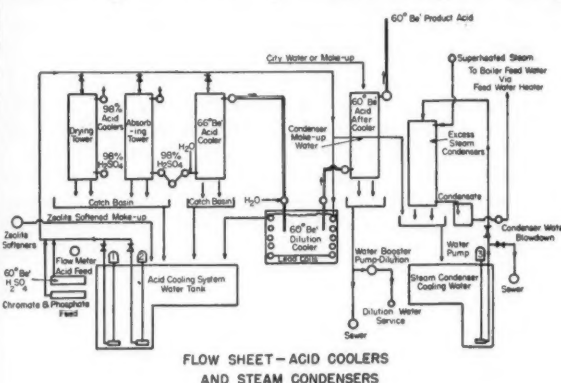 60° Be' Product Acid
City Water or Make-up
Superheated Steam
To Boiler Feed Water
Via
Feed Water Heater
Drying Tower
98%
Acid
Coolers
98%
H₂SO₄
Absorb-
ing Tower
98%
H₂SO₄
H₂O
66° Be'
Acid
Cooler
60° Be'
Acid
After
Cooler
Condenser
Make-up
Water
Excess
Steam
Condensers
Condensate
Catch Basin
Catch Basin
H₂O
60° Be'
Dilution
Cooler
Lead Coils
Zeolite Softened Make-up
Zeolite
Softeners
Flow Meter
Acid Feed
60° Be'
H₂SO₄
Chromate & Phosphate
Feed
1
2
Acid Cooling System
Water Tank
Water Booster
Pump-Dilution
Sewer
Dilution Water
Service
Water
Pump
3
Condenser Water
Blowdown
Sewer
Steam Condenser
Cooling Water
FLOW SHEET—ACID COOLERS
AND STEAM CONDENSERS